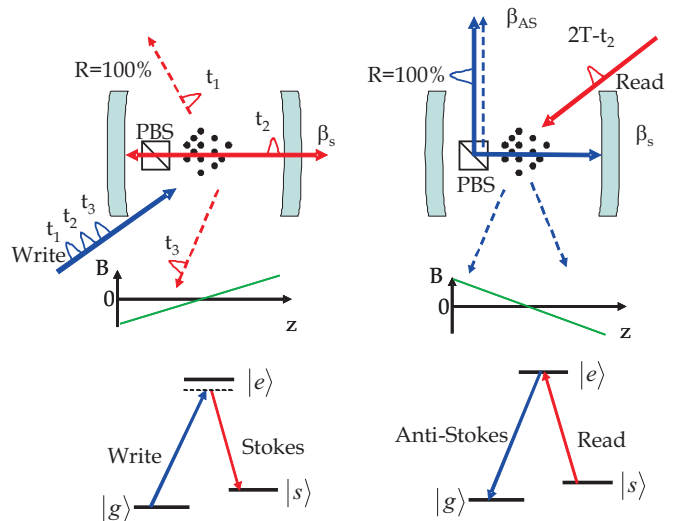 R=100%
t₁
PBS
t₂
βₛ
t₁ t₂ t₃
Write
t₃
B
0
z
|e⟩
Write
Stokes
|g⟩
|s⟩
β_AS
2T-t₂
R=100%
Read
PBS
βₛ
B
0
z
|e⟩
Anti-Stokes
Read
|g⟩
|s⟩